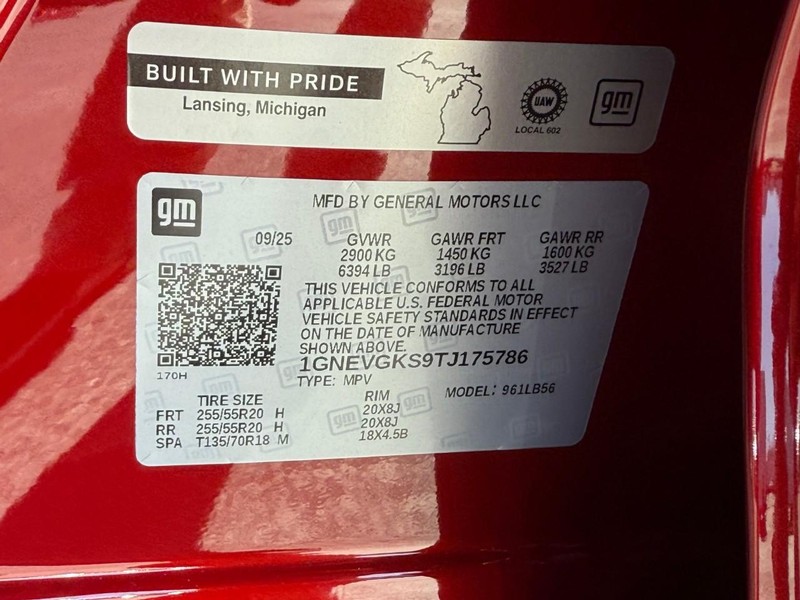 BUILT WITH PRIDE
Lansing, Michigan
UAW
LOCAL 602
gm
gm
MFD BY GENERAL MOTORS LLC
09/25 GVWR GAWR FRT GAWR RR
2900 KG 1450 KG 1600 KG
6394 LB 3196 LB 3527 LB
THIS VEHICLE CONFORMS TO ALL
APPLICABLE U.S. FEDERAL MOTOR
VEHICLE SAFETY STANDARDS IN EFFECT
ON THE DATE OF MANUFACTURE
SHOWN ABOVE.
1GNEVGKS9TJ175786
170H
TYPE: MPV MODEL: 961LB56
TIRE SIZE RIM
FRT 255/55R20 H 20X8J
RR 255/55R20 H 20X8J
SPA T135/70R18 M 18X4.5B